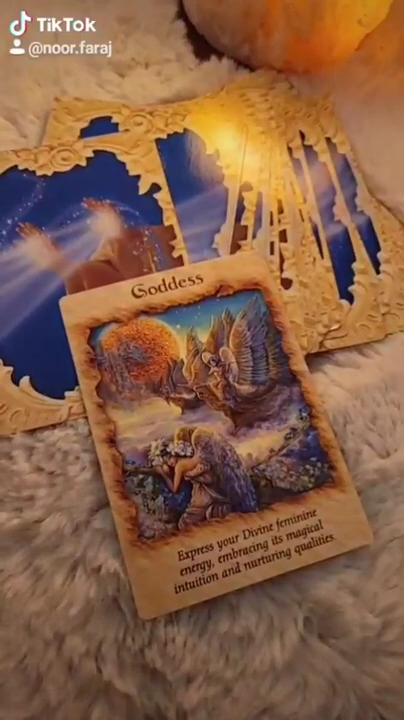 TikTok
@noor.faraj
Goddess
Express your Divine feminine
energy, embracing its magical
intuition and nurturing qualities.